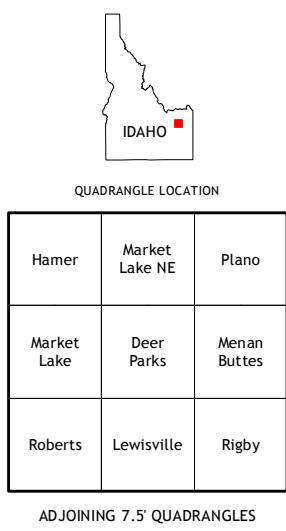 IDAHO
QUADRANGLE LOCATION
Hamer
Market
Lake NE
Plano
Market
Lake
Deer
Parks
Menan
Buttes
Roberts
Lewisville
Rigby
ADJOINING 7.5' QUADRANGLES